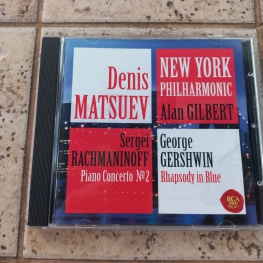 Denis
MATSUEV
NEW YORK
PHILHARMONIC
Alan GILBERT
Sergei
RACHMANINOFF
Piano Concerto №2
George
GERSHWIN
Rhapsody in Blue
RCA